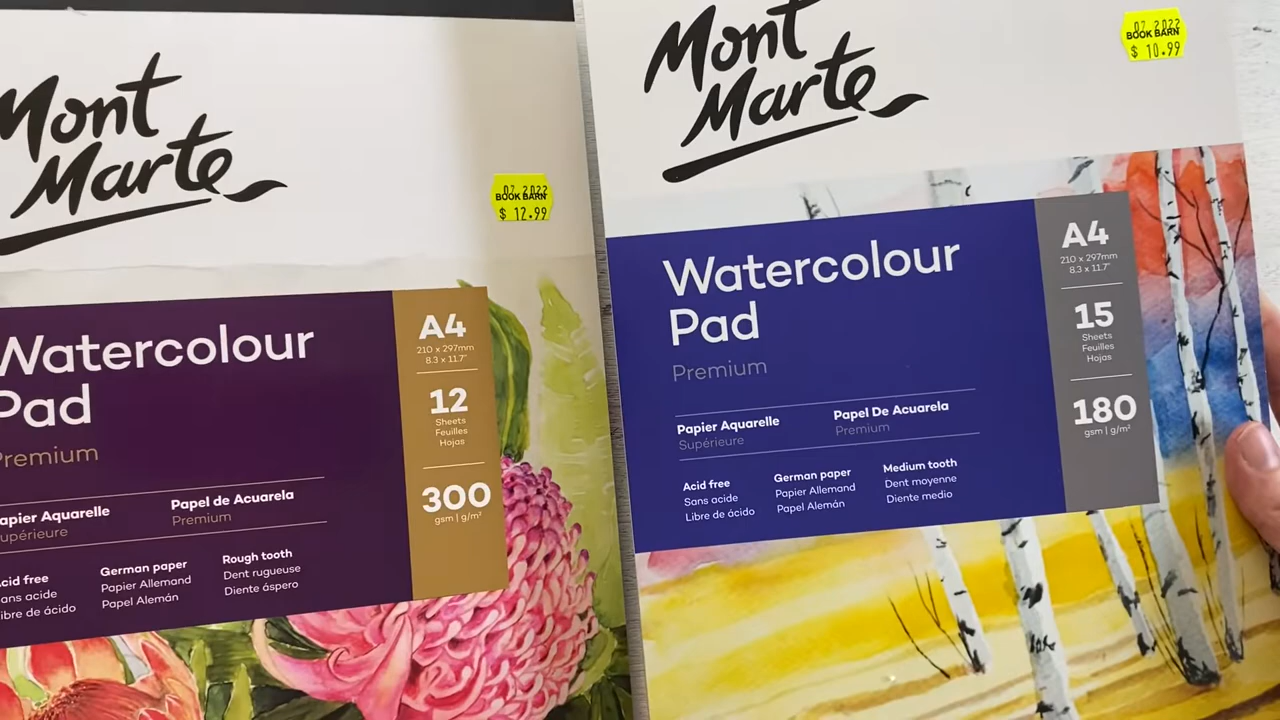 Mont
Marte
07.2022
BOOK BARN
$ 12.99
Watercolour
Pad
Premium
Papier Aquarelle
Supérieure
Papel de Acuarela
Premium
Acid free
Sans acide
Libre de ácido
German paper
Papier Allemand
Papel Alemán
Rough tooth
Dent rugueuse
Diente áspero
A4
210 x 297mm
8.3 x 11.7"
12
Sheets
Feuilles
Hojas
300
gsm | g/m²
Mont
Marte
07.2022
BOOK BARN
$ 10.99
Watercolour
Pad
Premium
Papier Aquarelle
Supérieure
Papel De Acuarela
Premium
Acid free
Sans acide
Libre de ácido
German paper
Papier Allemand
Papel Alemán
Medium tooth
Dent moyenne
Diente medio
A4
210 x 297mm
8.3 x 11.7"
15
Sheets
Feuilles
Hojas
180
gsm | g/m²